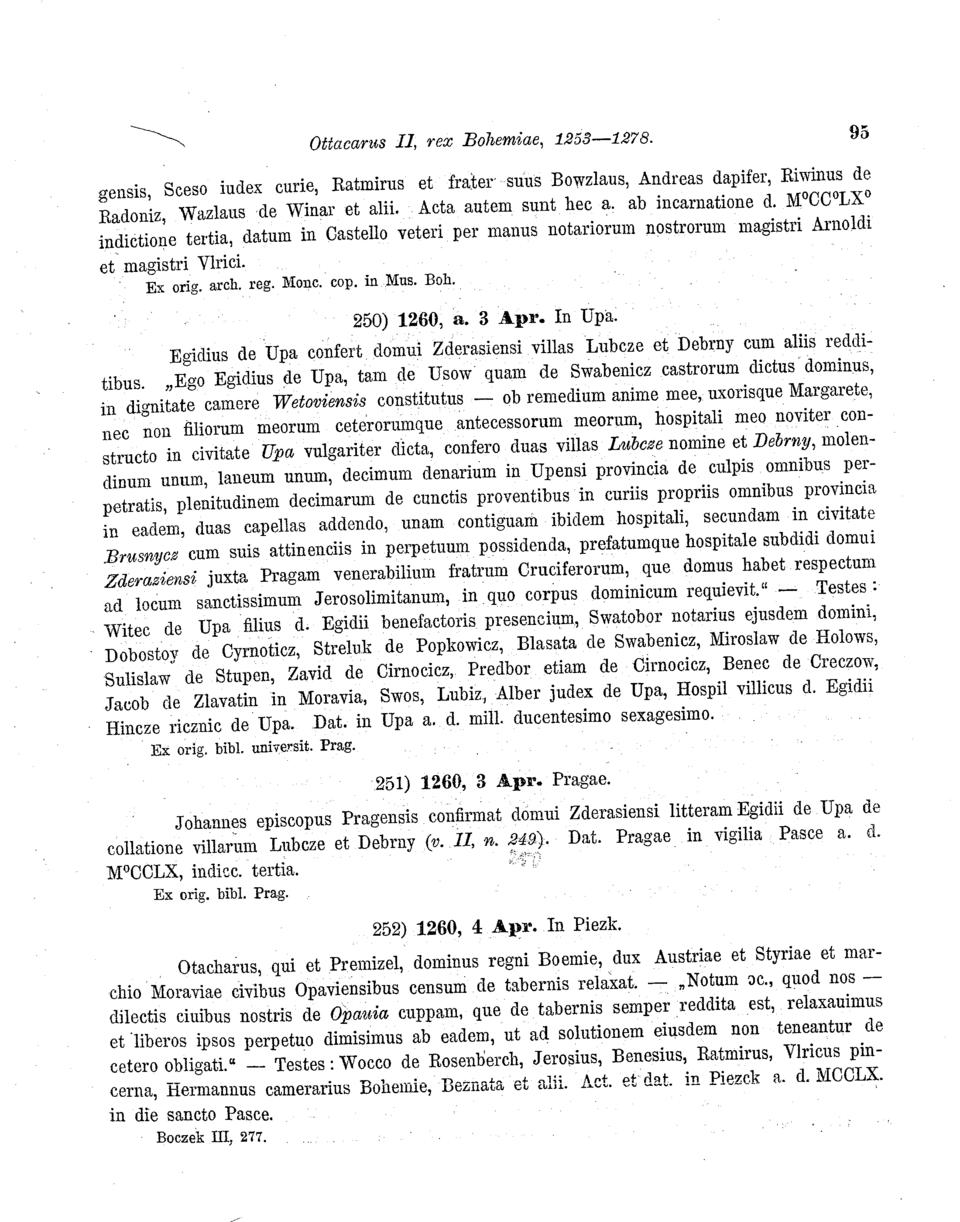 Ottacarus II, rex Bohemiae, 1253—1278. 95
gensis, Sceso iudex curie, Ratmirus et frater suus Bowzlaus, Andreas dapifer, Riwinus de
Radoniz, Wazlaus de Winar et alii. Acta autem sunt hec a. ab incarnatione d. MᵒCCᵒLXᵒ
indictione tertia, datum in Castello veteri per manus notariorum nostrorum magistri Arnoldi
et magistri Vlrici.
Ex orig. arch. reg. Monc. cop. in Mus. Boh.
250) 1260, a. 3 Apr. In Upa.
Egidius de Upa confert domui Zderasiensi villas Lubcze et Debrny cum aliis reddi-
tibus. „Ego Egidius de Upa, tam de Usow quam de Swabenicz castrorum dictus dominus,
in dignitate camere Wetoviensis constitutus — ob remedium anime mee, uxorisque Margarete,
nec non filiorum meorum ceterorumque antecessorum meorum, hospitali meo noviter con-
structo in civitate Upa vulgariter dicta, confero duas villas Lubcze nomine et Debrny, molen-
dinum unum, laneum unum, decimum denarium in Upensi provincia de culpis omnibus per-
petratis, plenitudinem decimarum de cunctis proventibus in curiis propriis omnibus provincia
in eadem, duas capellas addendo, unam contiguam ibidem hospitali, secundam in civitate
Brusnycz cum suis attinenciis in perpetuum possidenda, prefatumque hospitale subdidi domui
Zderaziensi juxta Pragam venerabilium fratrum Cruciferorum, que domus habet respectum
ad locum sanctissimum Jerosolimitanum, in quo corpus dominicum requievit.“ — Testes:
Witec de Upa filius d. Egidii benefactoris presencium, Swatobor notarius ejusdem domini,
Dobostoy de Cyrnoticz, Streluk de Popkowicz, Blasata de Swabenicz, Miroslaw de Holows,
Sulislaw de Stupen, Zavid de Cirnocicz, Predbor etiam de Cirnocicz, Benec de Creczow,
Jacob de Zlavatin in Moravia, Swos, Lubiz, Alber judex de Upa, Hospil villicus d. Egidii
Hincze ricznic de Upa. Dat. in Upa a. d. mill. ducentesimo sexagesimo.
Ex orig. bibl. universit. Prag.
251) 1260, 3 Apr. Pragae.
Johannes episcopus Pragensis confirmat domui Zderasiensi litteram Egidii de Upa de
collatione villarum Lubcze et Debrny (v. II, n. 249). Dat. Pragae in vigilia Pasce a. d.
250
MᵒCCLX, indicc. tertia.
Ex orig. bibl. Prag.
252) 1260, 4 Apr. In Piezk.
Otacharus, qui et Premizel, dominus regni Boemie, dux Austriae et Styriae et mar-
chio Moraviae civibus Opaviensibus censum de tabernis relaxat. — „Notum ɔc., quod nos —
dilectis ciuibus nostris de Opauia cuppam, que de tabernis semper reddita est, relaxauimus
et liberos ipsos perpetuo dimisimus ab eadem, ut ad solutionem eiusdem non teneantur de
cetero obligati.“ — Testes: Wocco de Rosenberch, Jerosius, Benesius, Ratmirus, Vlricus pin-
cerna, Hermannus camerarius Bohemie, Beznata et alii. Act. et dat. in Piezck a. d. MCCLX.
in die sancto Pasce.
Boczek III, 277.